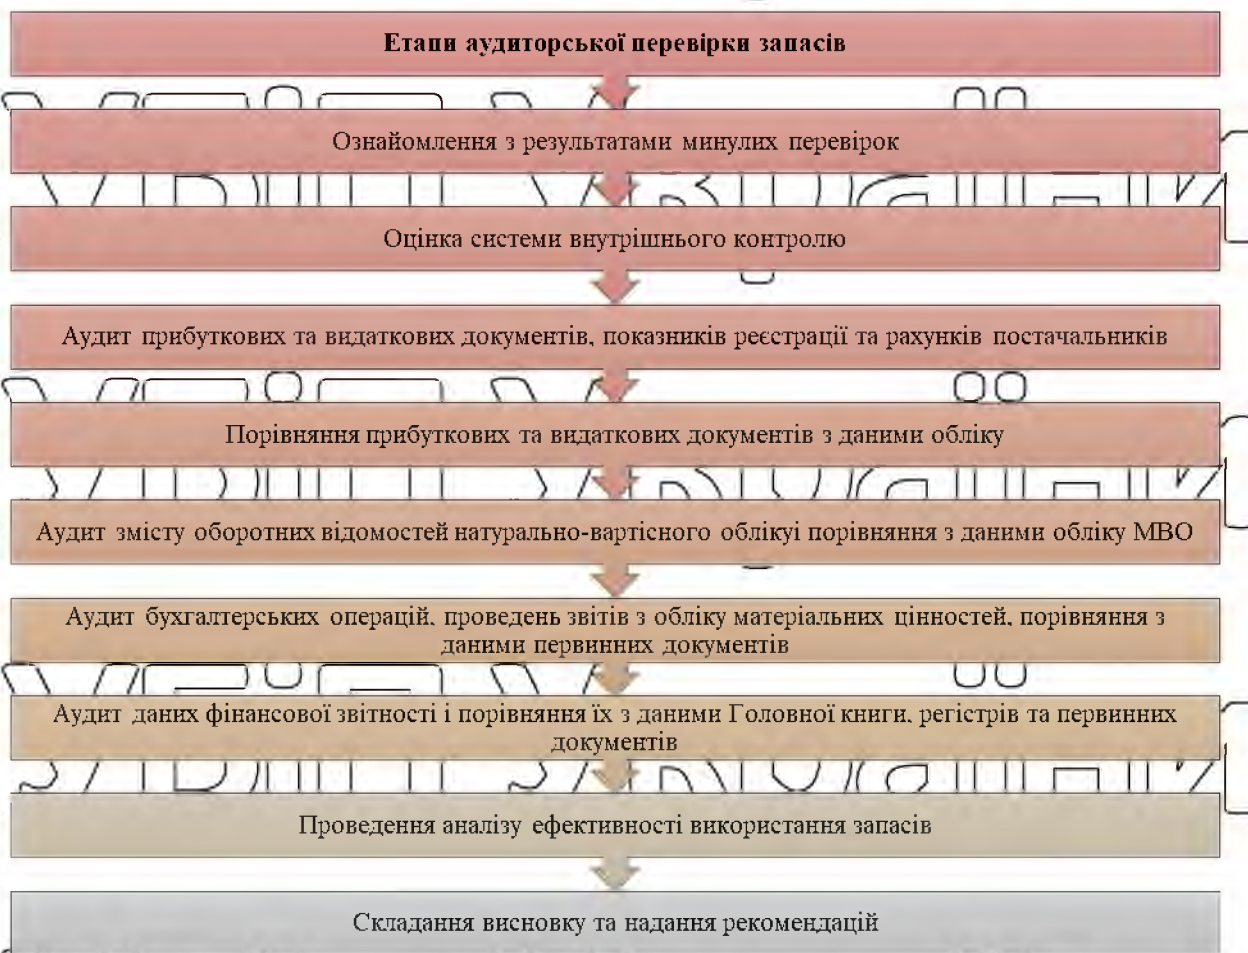 Етапи аудиторської перевірки запасів
Ознайомлення з результатами минулих перевірок
Оцінка системи внутрішнього контролю
Аудит прибуткових та видаткових документів, показників реєстрації та рахунків постачальників
Порівняння прибуткових та видаткових документів з даними обліку
Аудит змісту оборотних відомостей натурально-вартісного облікуі порівняння з даними обліку МВО
Аудит бухгалтерських операцій, проведень звітів з обліку матеріальних цінностей, порівняння з
даними первинних документів
Аудит даних фінансової звітності і порівняння їх з даними Головної книги, регістрів та первинних
документів
Проведення аналізу ефективності використання запасів
Складання висновку та надання рекомендацій